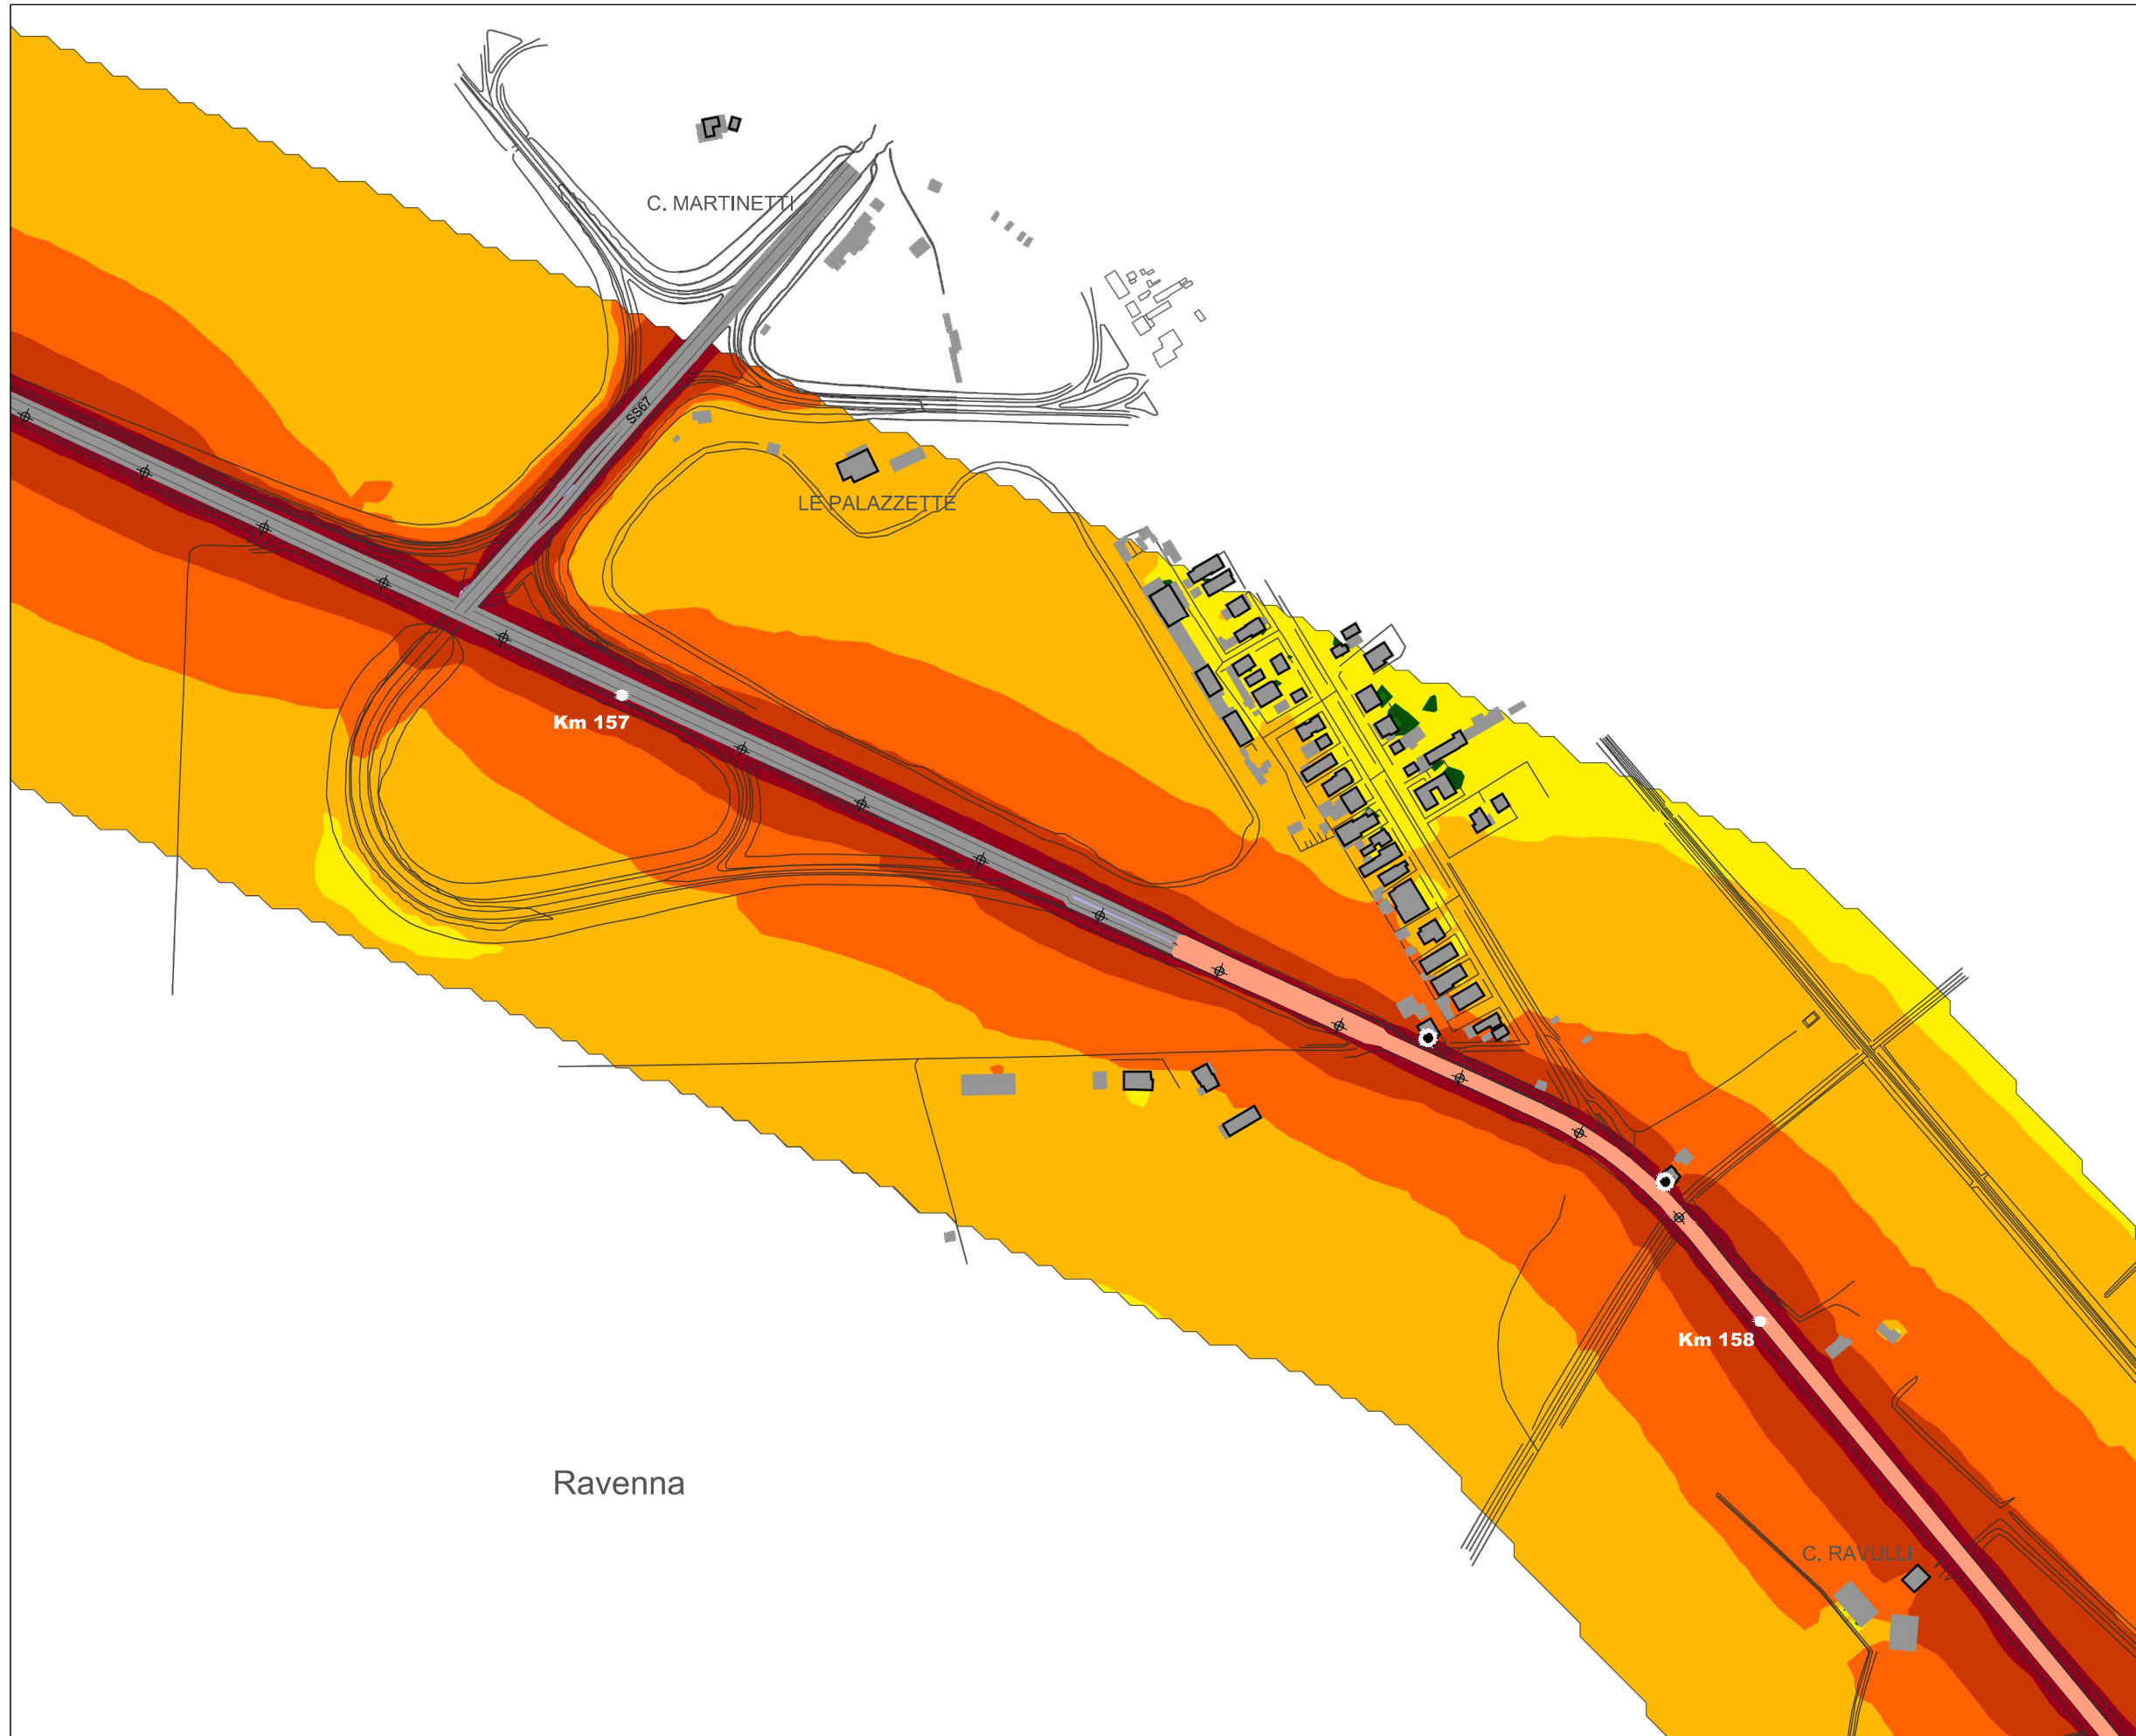 C. MARTINETTI
SS67
LE PALAZZETTE
Km 157
Km 158
Ravenna
C. RAVULLI